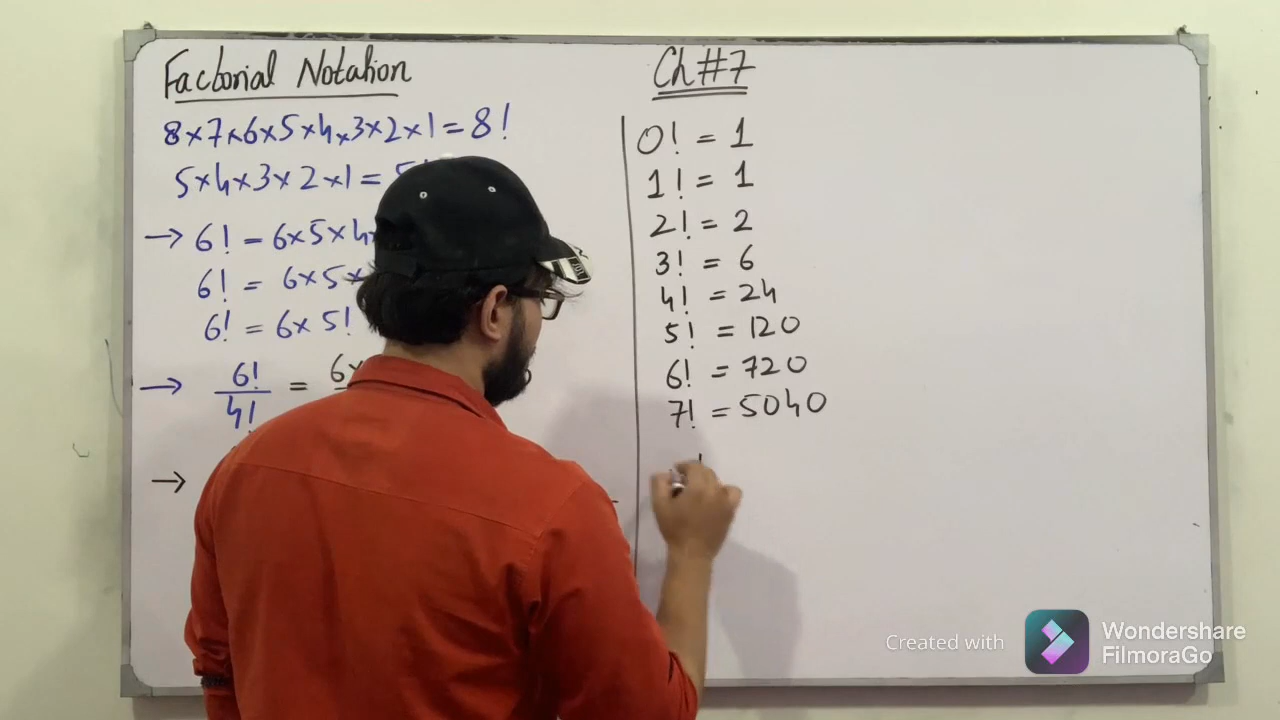 Factorial Notation
8×7×6×5×4×3×2×1=8!
5×4×3×2×1=5!
→ 6! = 6×5×4×
6! = 6×5×
6! = 6×5!
→ 6!/4! = 6×
→
Ch#7
0! = 1
1! = 1
2! = 2
3! = 6
4! = 24
5! = 120
6! = 720
7! = 5040
Created with
Wondershare
FilmoraGo